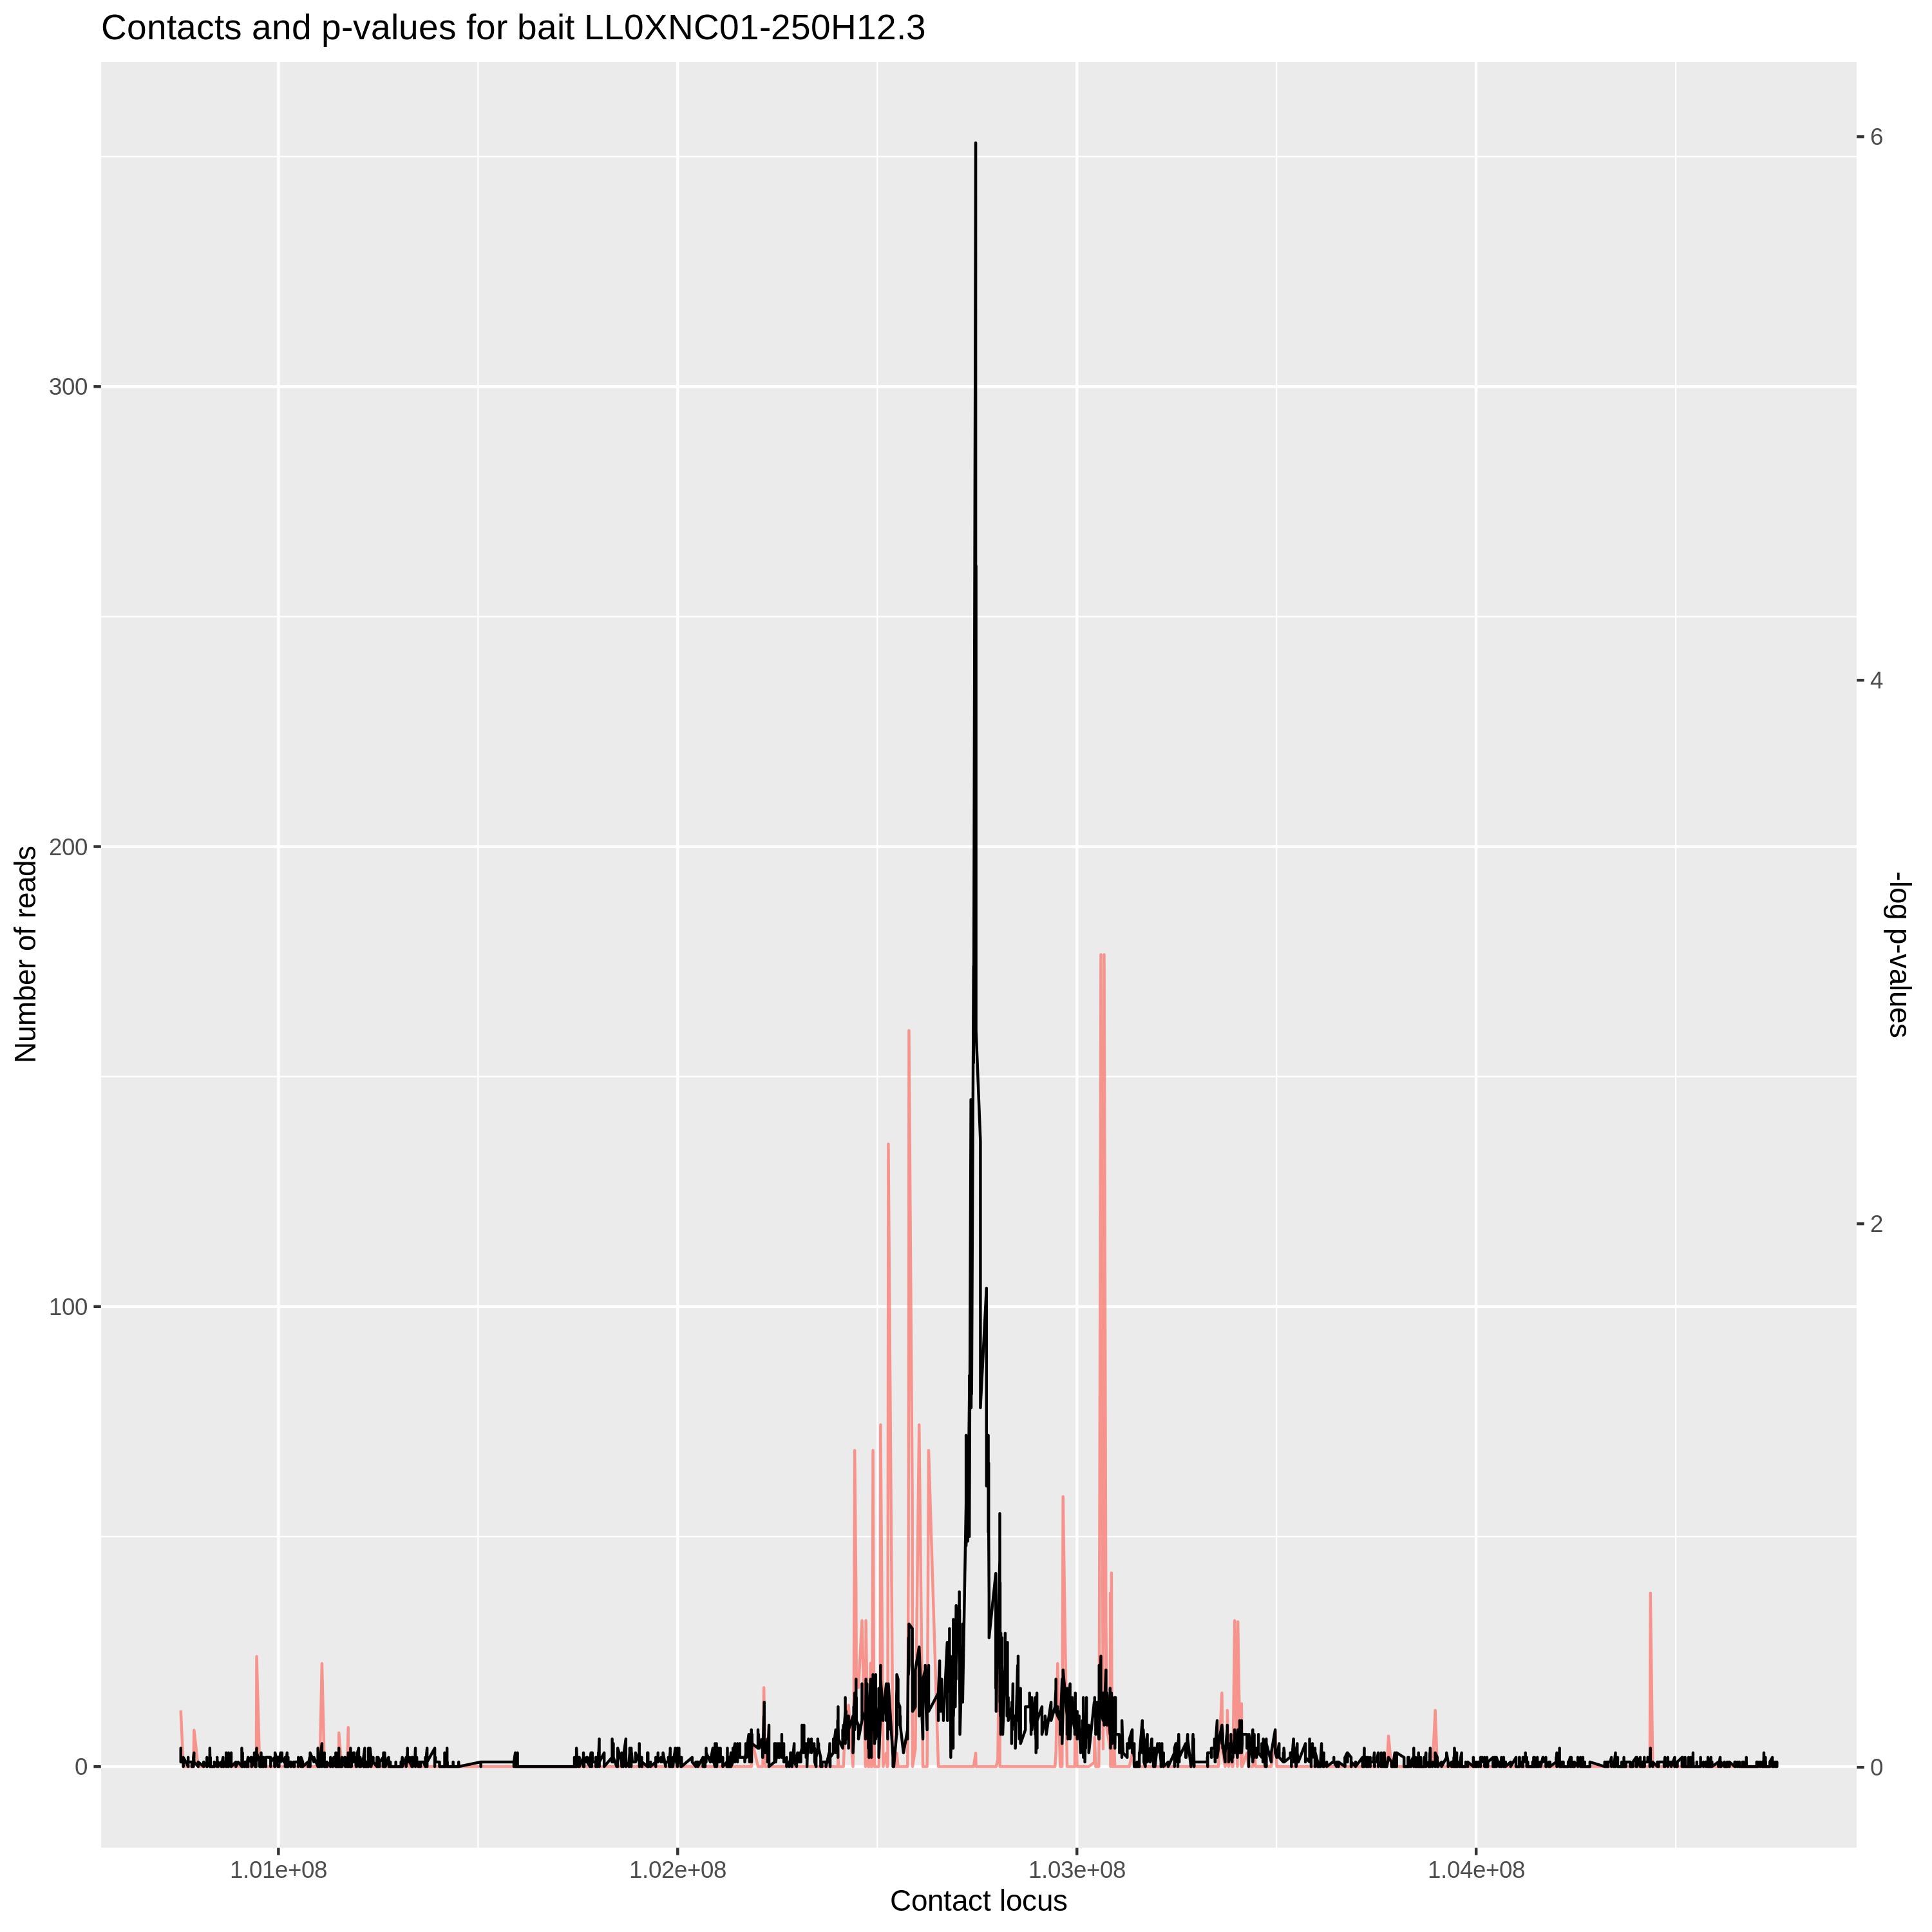 Contacts and p-values for bait LL0XNC01-250H12.3
Number of reads
300
200
100
0
6
4
2
0
-log p-values
1.01e+08 1.02e+08 1.03e+08 1.04e+08
Contact locus